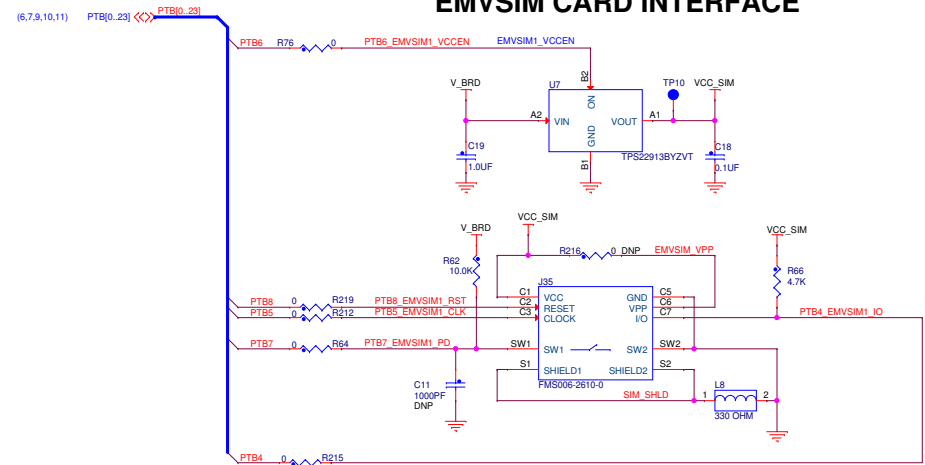 EMVSIM CARD INTERFACE
(6,7,9,10,11) PTB[0..23] PTB[0..23]
PTB6 R76 0 PTB6_EMVSIM1_VCCEN EMVSIM1_VCCEN
B2
V_BRD U7 TP10 VCC_SIM
ON
A2 VIN VOUT A1
GND
C19 C18
TPS22913BYZVT
1.0UF B1 0.1UF
VCC_SIM
V_BRD VCC_SIM
R216 0 DNP EMVSIM_VPP
R62
10.0K R66
4.7K
J35
C1 VCC GND C5
PTB8 0 R219 PTB8_EMVSIM1_RST C2 RESET VPP C6
PTB5 0 R212 PTB5_EMVSIM1_CLK C3 CLOCK I/O C7 PTB4_EMVSIM1_IO
PTB7 0 R64 PTB7_EMVSIM1_PD SW1 SW1 SW2 SW2
S1 SHIELD1 SHIELD2 S2
C11 FMS006-2610-0 L8
1000PF SIM_SHLD 1 2
DNP
330 OHM
PTB4 0 R215